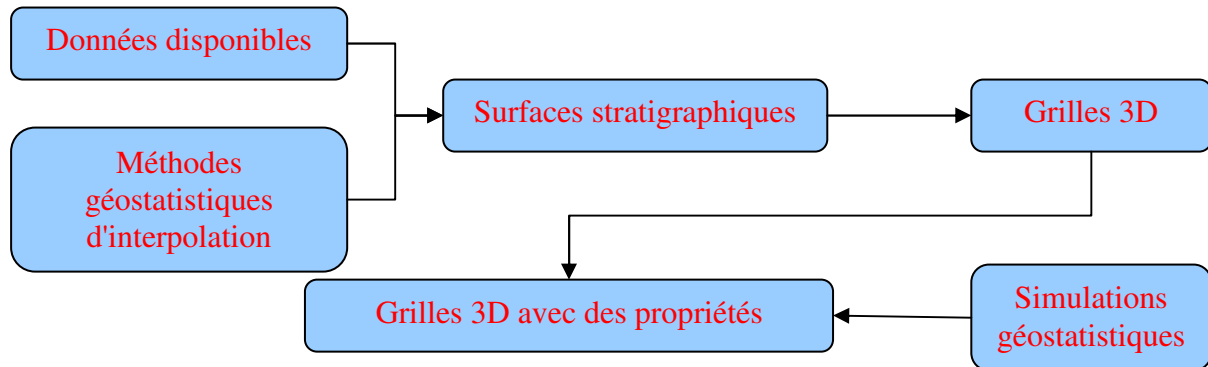 Données disponibles
Surfaces stratigraphiques
Grilles 3D
Méthodes
géostatistiques
d'interpolation
Grilles 3D avec des propriétés
Simulations
géostatistiques